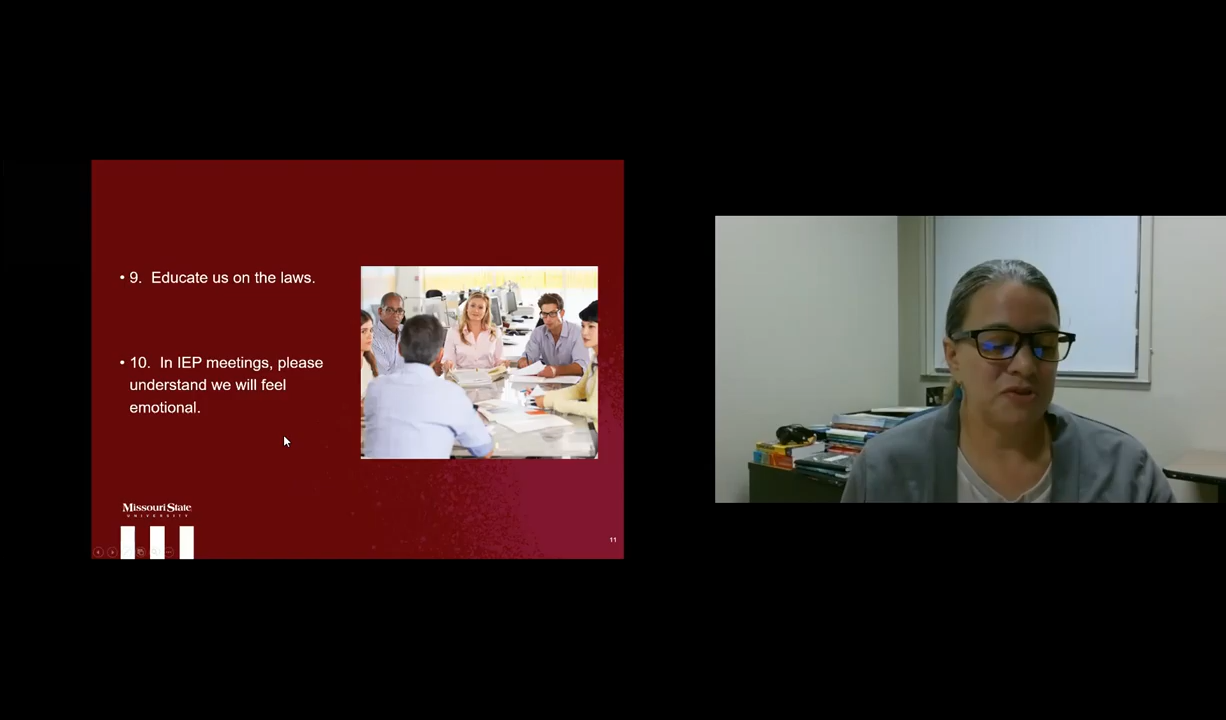 • 9.  Educate us on the laws.
• 10.  In IEP meetings, please
understand we will feel
emotional.
Missouri State
UNIVERSITY
11